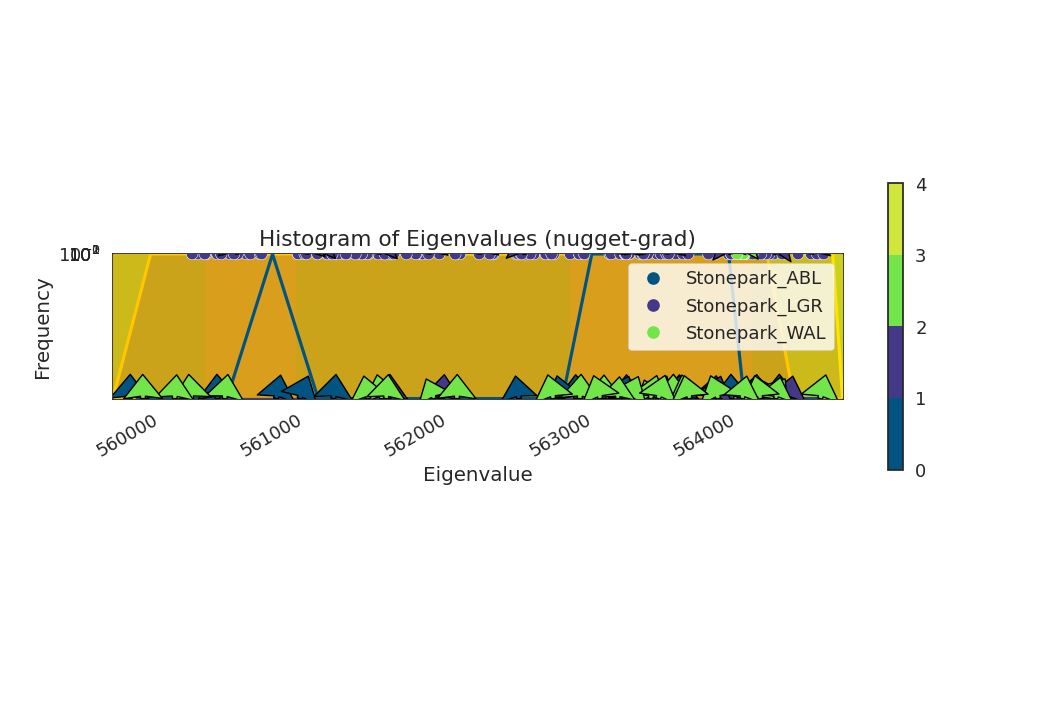 Histogram of Eigenvalues (nugget-grad)
Frequency
Stonepark_ABL
Stonepark_LGR
Stonepark_WAL
560000
561000
562000
563000
564000
Eigenvalue
4
3
2
1
0